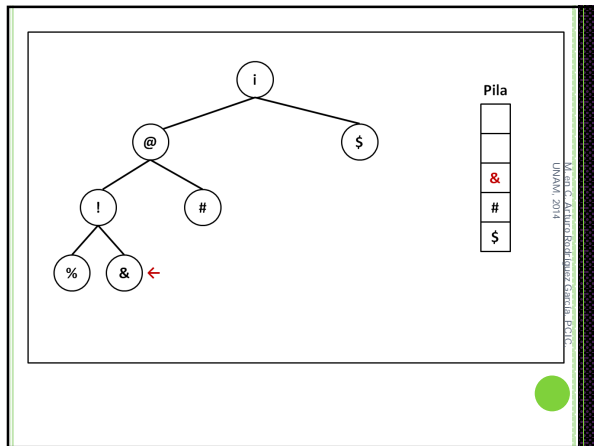 i
Pila
@
$
!
#
%
&
←
&
#
$
M. en C. Arturo Rodríguez García, PCIC,
UNAM, 2014